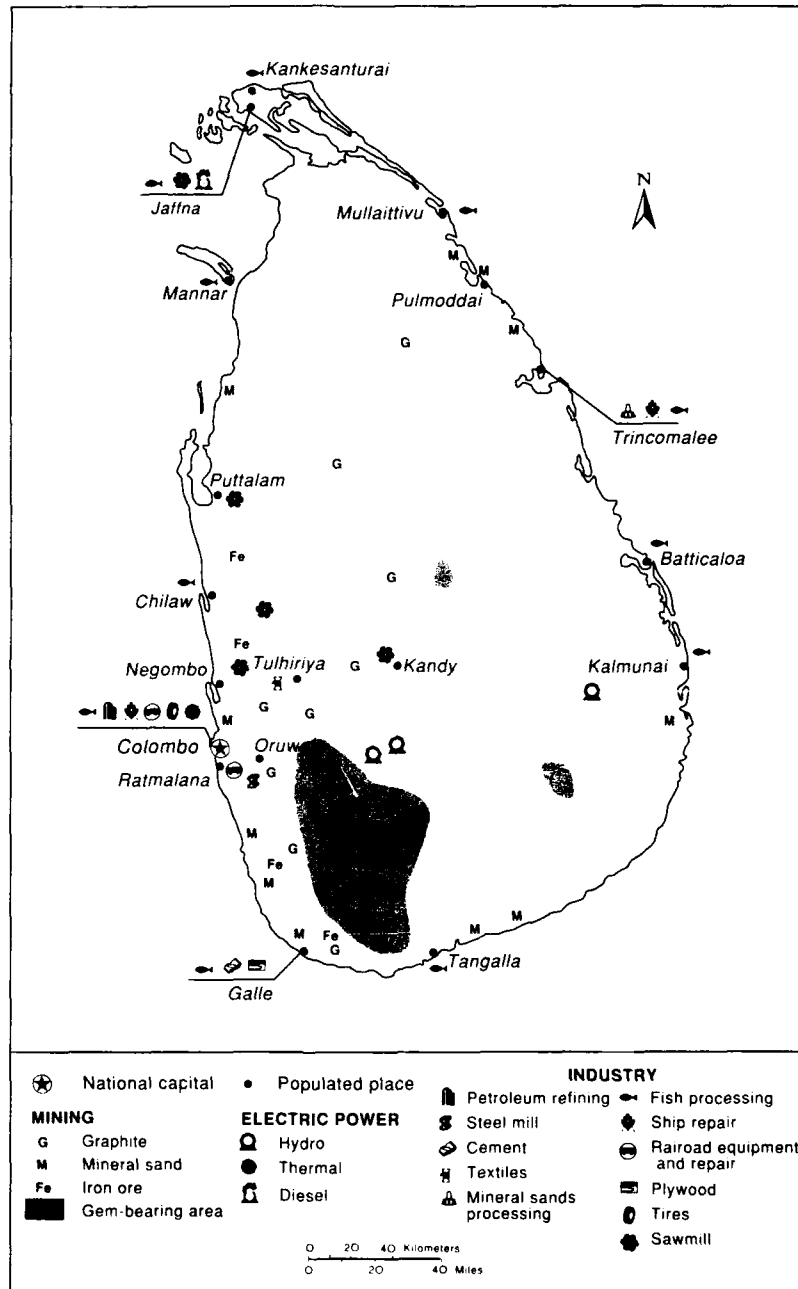 Kankesanturai
Jaffna
Mullaittivu
N
M
M
Pulmoddai
Mannar
M
G
M
Trincomalee
G
Puttalam
Fe
G
Batticaloa
Chilaw
Fe
Tulhiriya
G
Kandy
Kalmunai
Negombo
M
G
G
M
Colombo
Oruw
Ratmalana
G
M
G
Fe
M
M
Fe
G
M
M
Tangalla
Galle
National capital
Populated place
MINING
G Graphite
M Mineral sand
Fe Iron ore
Gem-bearing area
ELECTRIC POWER
Hydro
Thermal
Diesel
INDUSTRY
Petroleum refining
Steel mill
Cement
Textiles
Mineral sands
processing
Fish processing
Ship repair
Rairoad equipment
and repair
Plywood
Tires
Sawmill
0 20 40 Kilometers
0 20 40 Miles